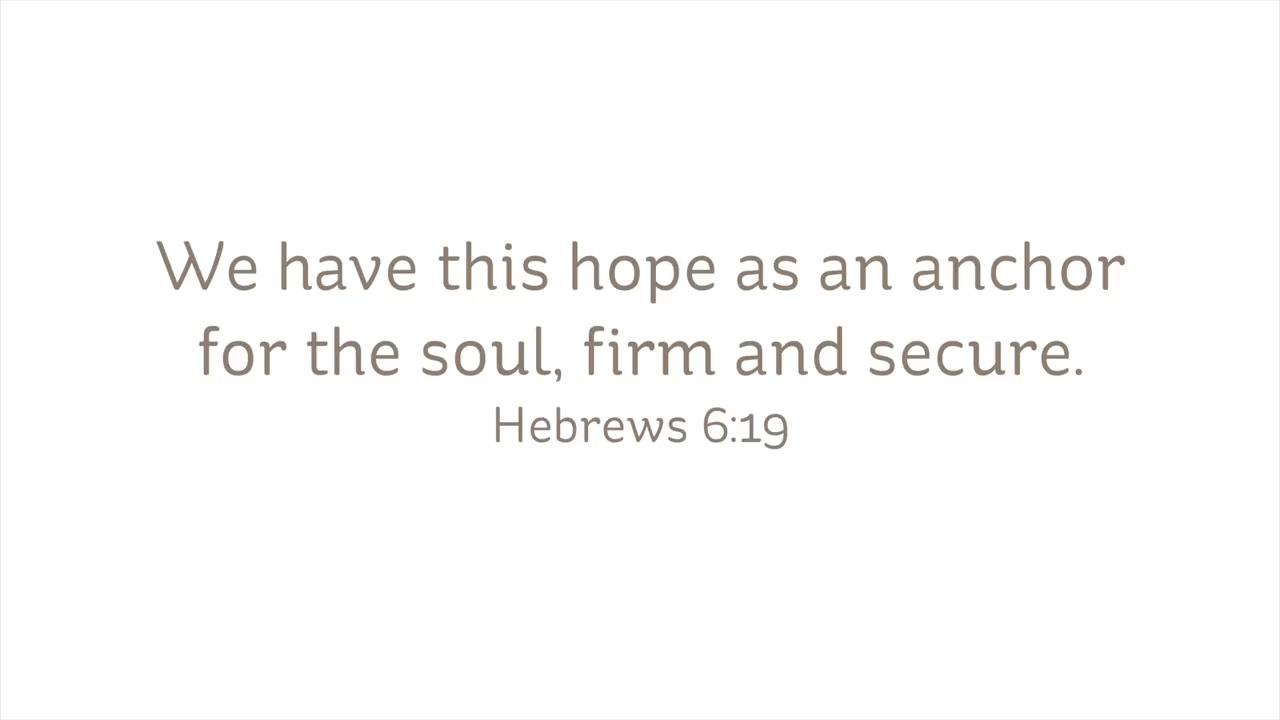 We have this hope as an anchor
for the soul, firm and secure.
Hebrews 6:19